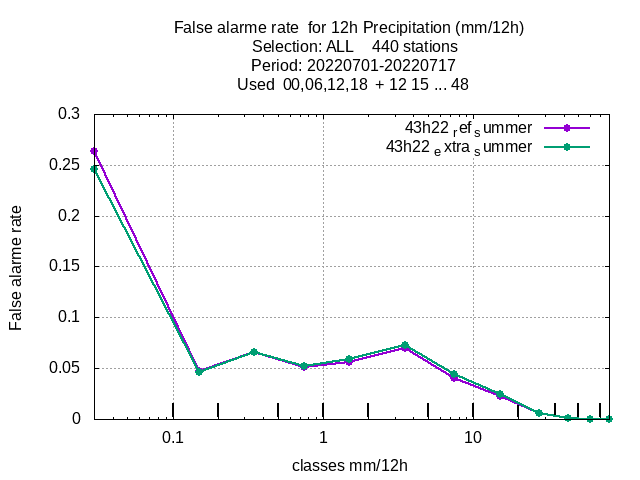 False alarme rate  for 12h Precipitation (mm/12h)
Selection: ALL    440 stations
Period: 20220701-20220717
Used  00,06,12,18  + 12 15 ... 48
43h22 ref summer
43h22 extra summer
0.3
0.25
0.2
0.15
0.1
0.05
0
False alarme rate
0.1 1 10
classes mm/12h